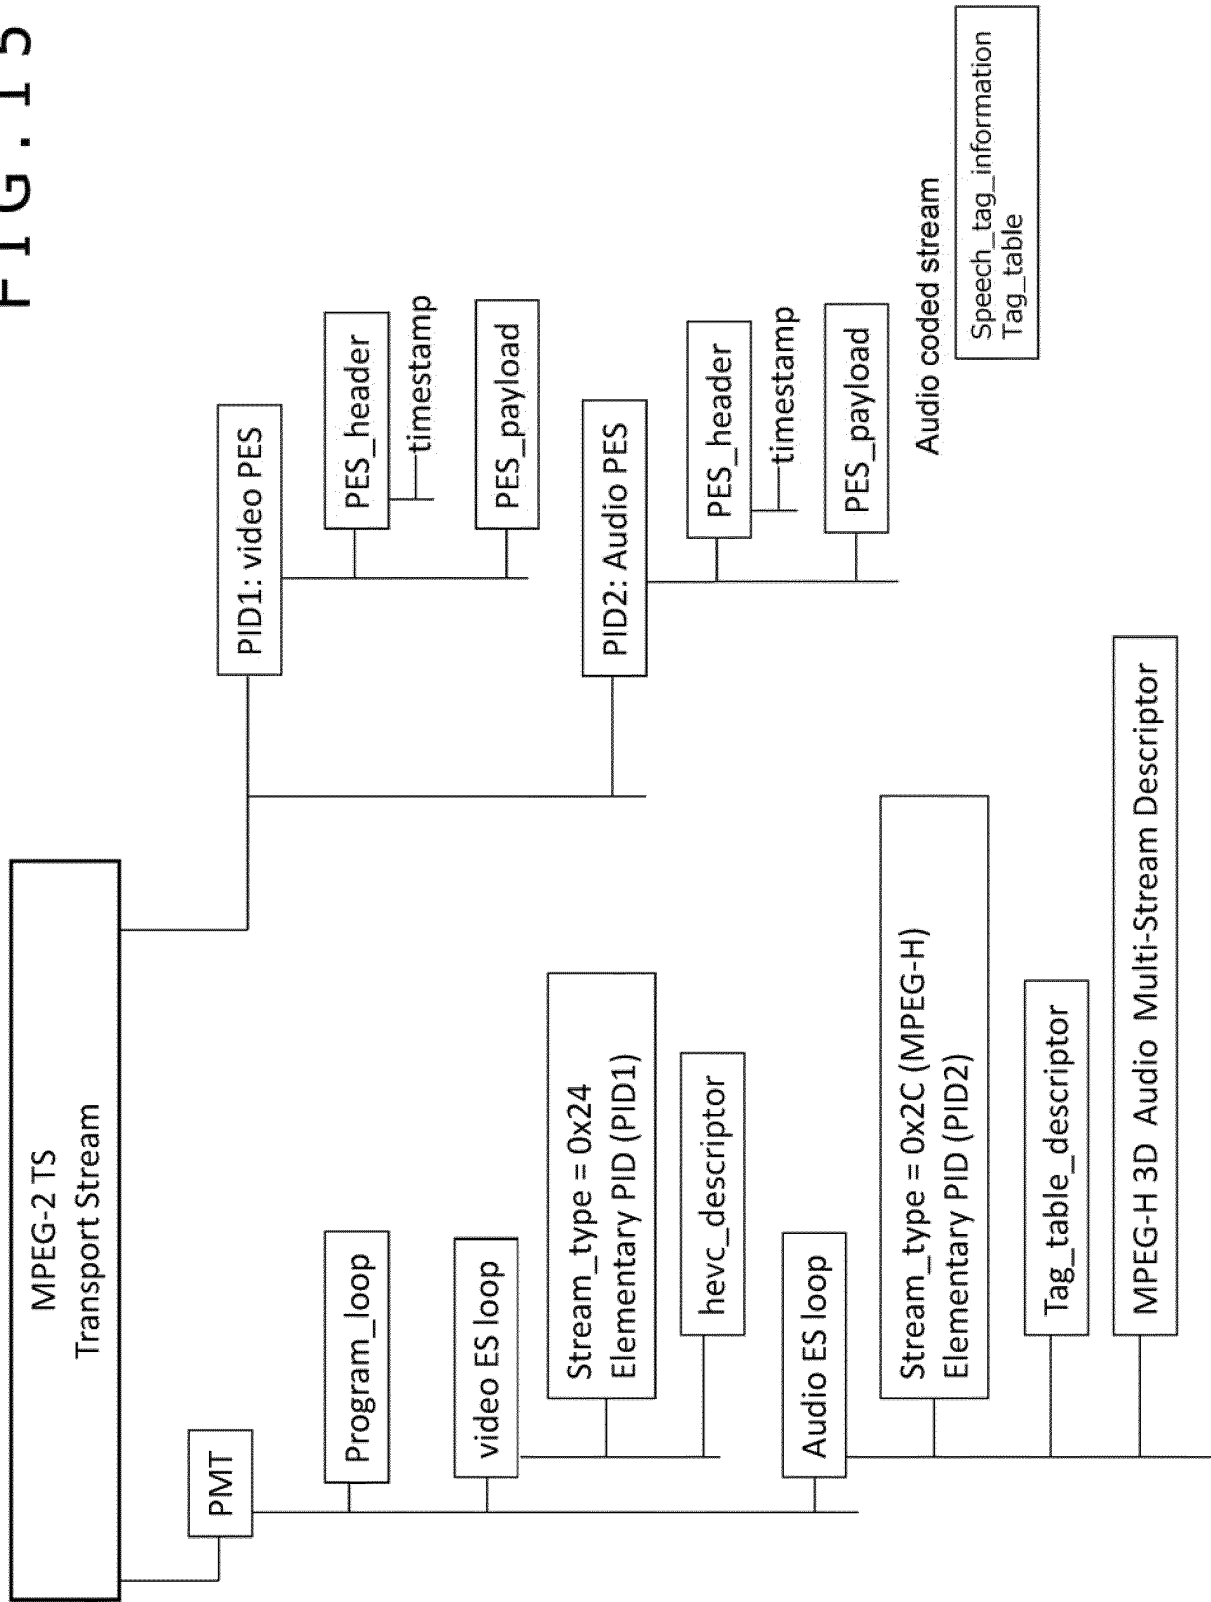 FIG.15
MPEG-2 TS
Transport Stream
PMT
Program_loop
video ES loop
Stream_type = 0x24
Elementary PID (PID1)
hevc_descriptor
Audio ES loop
Stream_type = 0x2C (MPEG-H)
Elementary PID (PID2)
Tag_table_descriptor
MPEG-H 3D Audio Multi-Stream Descriptor
PID1: video PES
PES_header
timestamp
PES_payload
PID2: Audio PES
PES_header
timestamp
PES_payload
Audio coded stream
Speech_tag_information
Tag_table